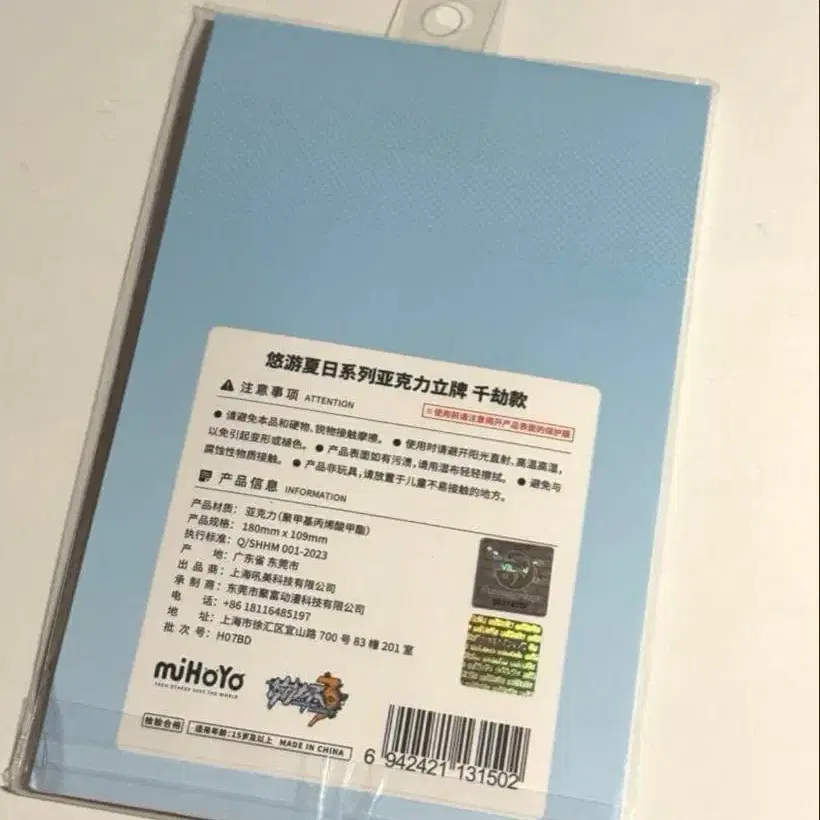 悠游夏日系列亚克力立牌 千劫款
注意事项 ATTENTION
※使用前请注意揭开产品表面的保护膜
● 请避免本品和硬物、锐物接触摩擦。 ● 使用时请避开阳光直射、高温高湿,
以免引起变形或褪色。 ● 产品表面如有污渍,请用湿布轻轻擦拭。 ● 避免与
腐蚀性物质接触。 ● 产品非玩具,请放置于儿童不易接触的地方。
产品信息 INFORMATION
产品材质: 亚克力(聚甲基丙烯酸甲酯)
产品规格: 180mm x 109mm
执行标准: Q/SHHM 001-2023
产 地: 广东省 东莞市
出 品 商: 上海吼美科技有限公司
承 制 商: 东莞市聚富动漫科技有限公司
电 话: +86 18116485197
地 址: 上海市徐汇区宜山路 700 号 83 幢 201 室
批 次 号: H07BD
miHoYo
TECH OTAKUS SAVE THE WORLD
崩坏3
检验合格
适用年龄:15岁及以上 MADE IN CHINA
6 942421 131502